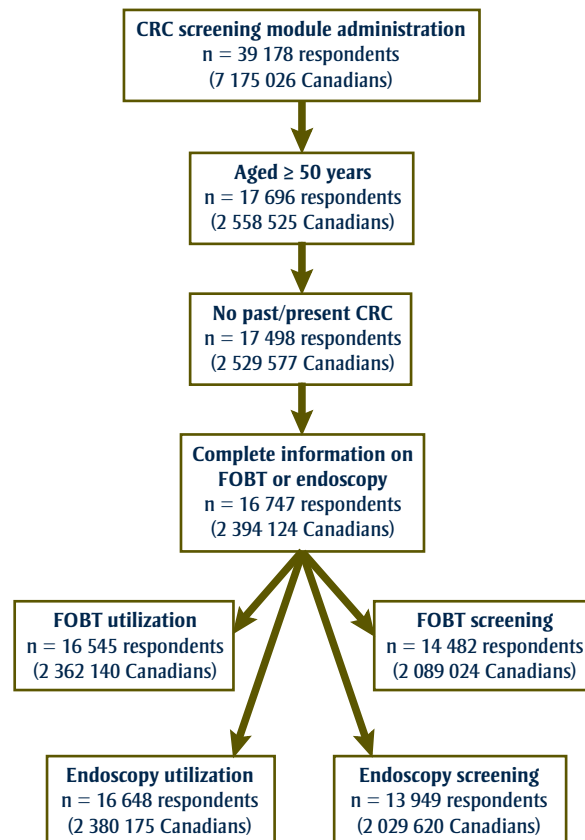 CRC screening module administration
n = 39 178 respondents
(7 175 026 Canadians)
Aged ≥ 50 years
n = 17 696 respondents
(2 558 525 Canadians)
No past/present CRC
n = 17 498 respondents
(2 529 577 Canadians)
Complete information on
FOBT or endoscopy
n = 16 747 respondents
(2 394 124 Canadians)
FOBT utilization
n = 16 545 respondents
(2 362 140 Canadians)
FOBT screening
n = 14 482 respondents
(2 089 024 Canadians)
Endoscopy utilization
n = 16 648 respondents
(2 380 175 Canadians)
Endoscopy screening
n = 13 949 respondents
(2 029 620 Canadians)